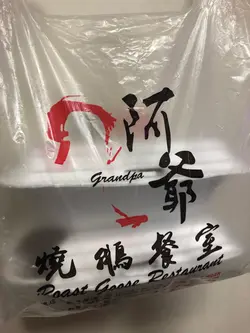 阿爺
Grandpa
燒鵝餐室
Roast Goose Restaurant